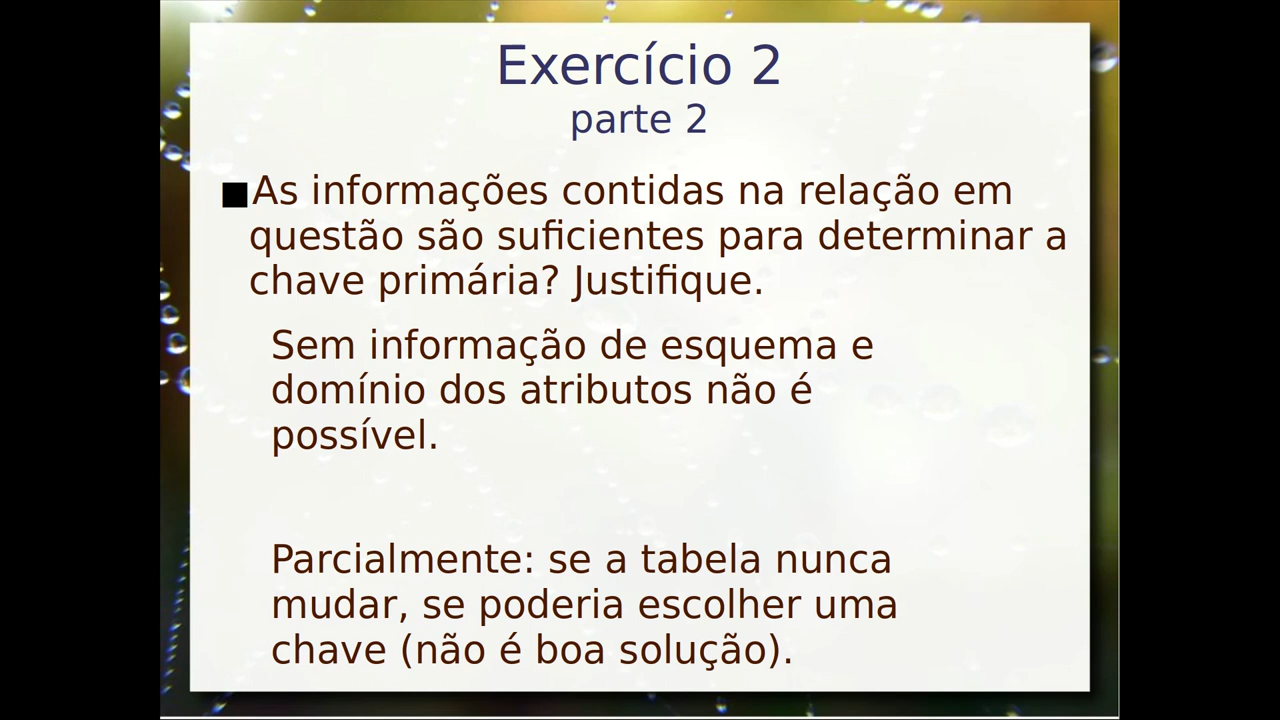 Exercício 2
parte 2
■As informações contidas na relação em
questão são suficientes para determinar a
chave primária? Justifique.
Sem informação de esquema e
domínio dos atributos não é
possível.
Parcialmente: se a tabela nunca
mudar, se poderia escolher uma
chave (não é boa solução).